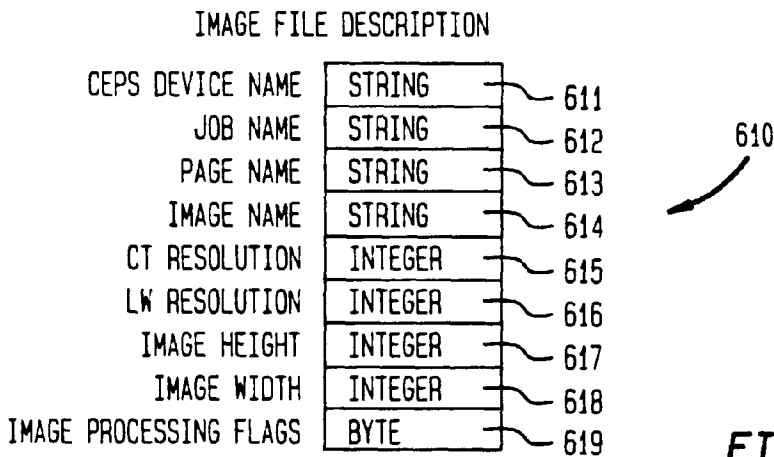 IMAGE FILE DESCRIPTION
CEPS DEVICE NAME STRING 611
JOB NAME STRING 612
PAGE NAME STRING 613
IMAGE NAME STRING 614
CT RESOLUTION INTEGER 615
LW RESOLUTION INTEGER 616
IMAGE HEIGHT INTEGER 617
IMAGE WIDTH INTEGER 618
IMAGE PROCESSING FLAGS BYTE 619
610